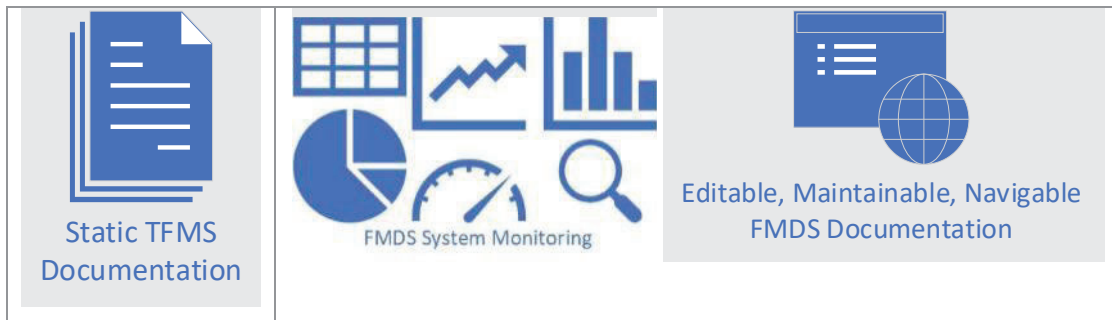 Static TFMS
Documentation
FMDS System Monitoring
Editable, Maintainable, Navigable
FMDS Documentation